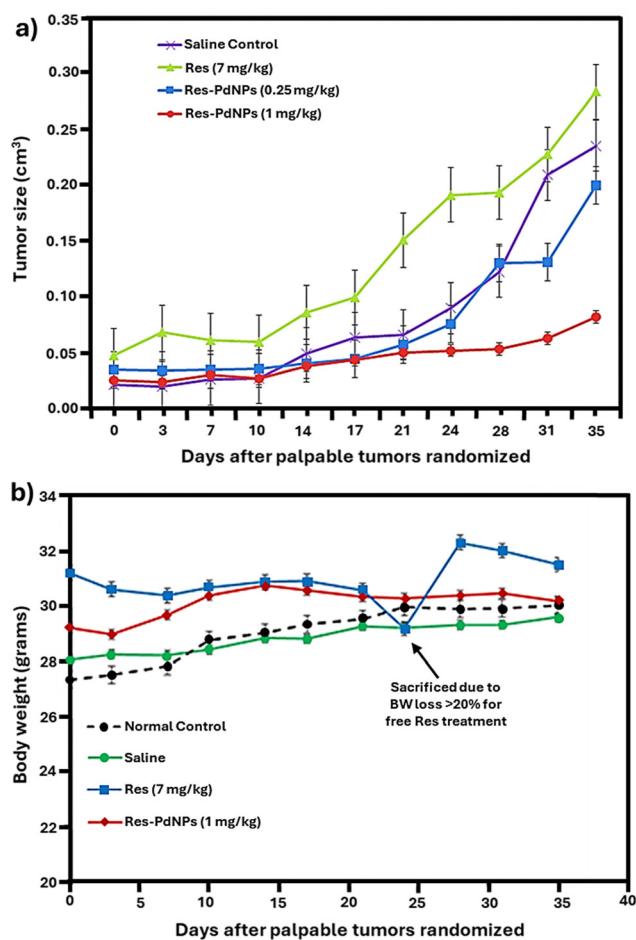 a)
0.35
0.30
0.25
0.20
0.15
0.10
0.05
0.00
Tumor size (cm³)
Saline Control
Res (7 mg/kg)
Res-PdNPs (0.25 mg/kg)
Res-PdNPs (1 mg/kg)
0 3 7 10 14 17 21 24 28 31 35
Days after palpable tumors randomized
b)
34
32
30
28
26
24
22
20
Body weight (grams)
Sacrificed due to
BW loss >20% for
free Res treatment
Normal Control
Saline
Res (7 mg/kg)
Res-PdNPs (1 mg/kg)
0 5 10 15 20 25 30 35 40
Days after palpable tumors randomized